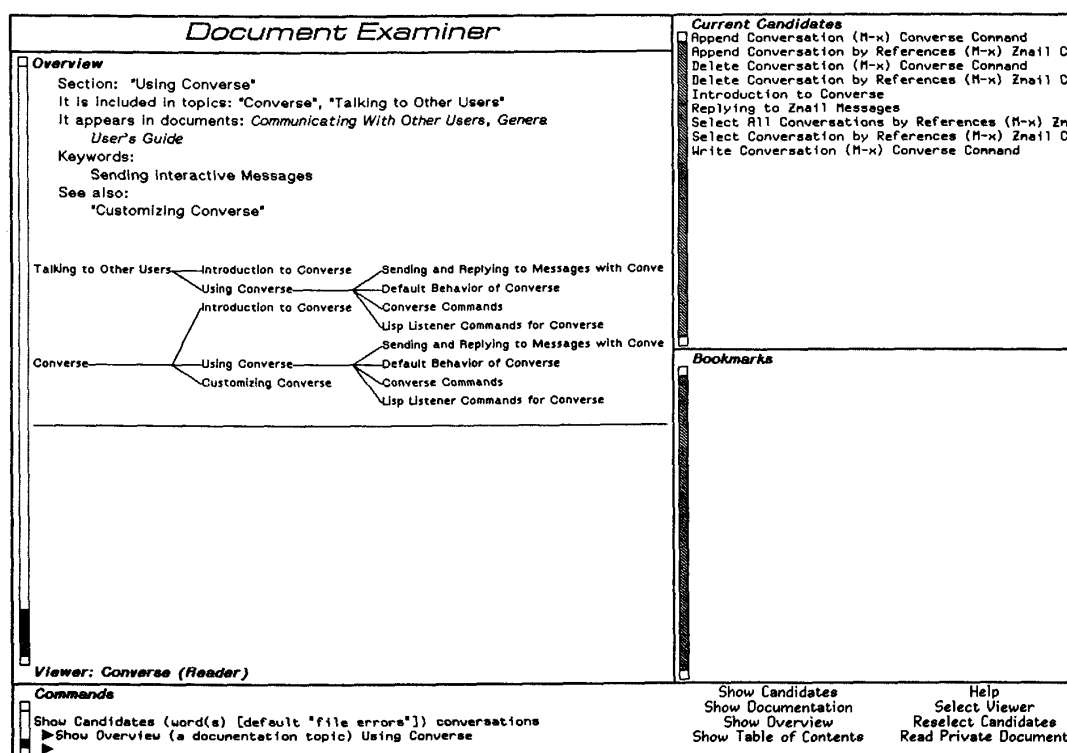 Document Examiner
Overview
Section: "Using Converse"
It is included in topics: "Converse", "Talking to Other Users"
It appears in documents: Communicating With Other Users, Genera
User's Guide
Keywords:
Sending Interactive Messages
See also:
"Customizing Converse"
Talking to Other Users
Introduction to Converse
Using Converse
Sending and Replying to Messages with Conve
Default Behavior of Converse
Converse Commands
Lisp Listener Commands for Converse
Converse
Introduction to Converse
Using Converse
Customizing Converse
Sending and Replying to Messages with Conve
Default Behavior of Converse
Converse Commands
Lisp Listener Commands for Converse
Viewer: Converse (Reader)
Current Candidates
Append Conversation (M-x) Converse Command
Append Conversation by References (M-x) Zmail C
Delete Conversation (M-x) Converse Command
Delete Conversation by References (M-x) Zmail C
Introduction to Converse
Replying to Zmail Messages
Select All Conversations by References (M-x) Zm
Select Conversation by References (M-x) Zmail C
Write Conversation (M-x) Converse Command
Bookmarks
Commands
Show Candidates (word(s) [default "file errors"]) conversations
Show Overview (a documentation topic) Using Converse
Show Candidates Help
Show Documentation Select Viewer
Show Overview Reselect Candidates
Show Table of Contents Read Private Document